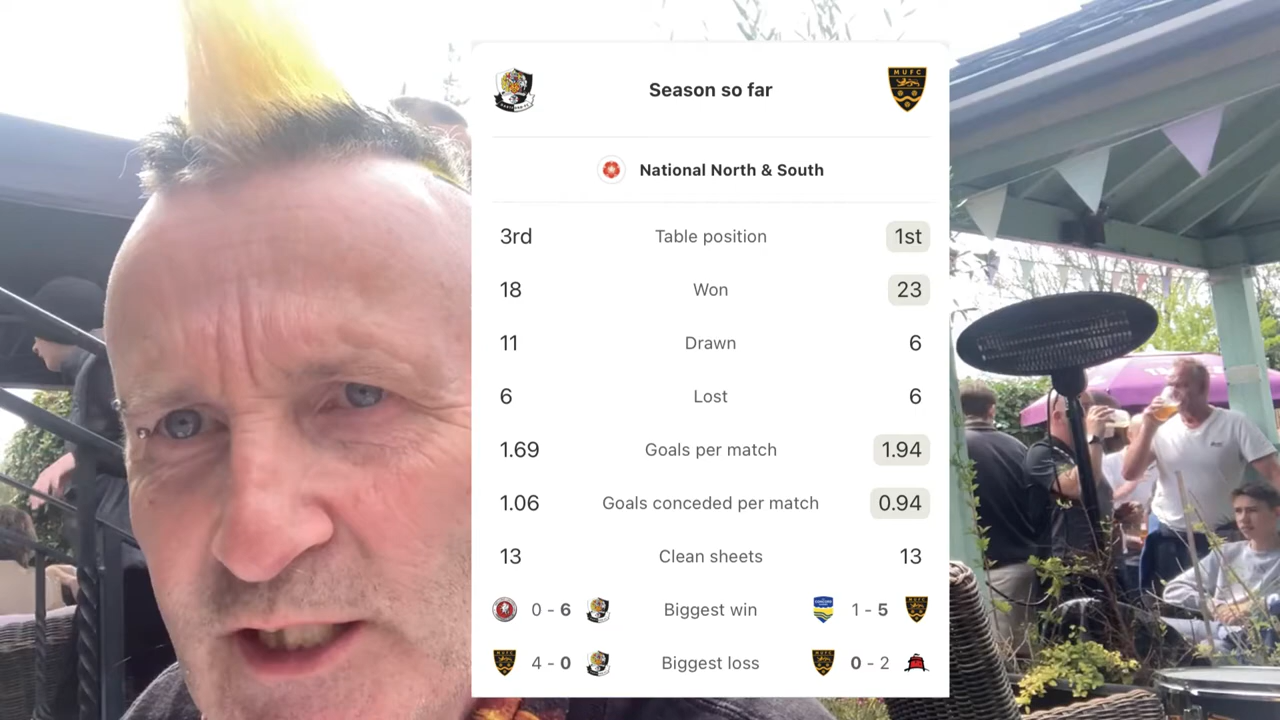 MUFC
Season so far
National North & South
3rd Table position 1st
18 Won 23
11 Drawn 6
6 Lost 6
1.69 Goals per match 1.94
1.06 Goals conceded per match 0.94
13 Clean sheets 13
0 - 6 Biggest win 1 - 5
4 - 0 Biggest loss 0 - 2